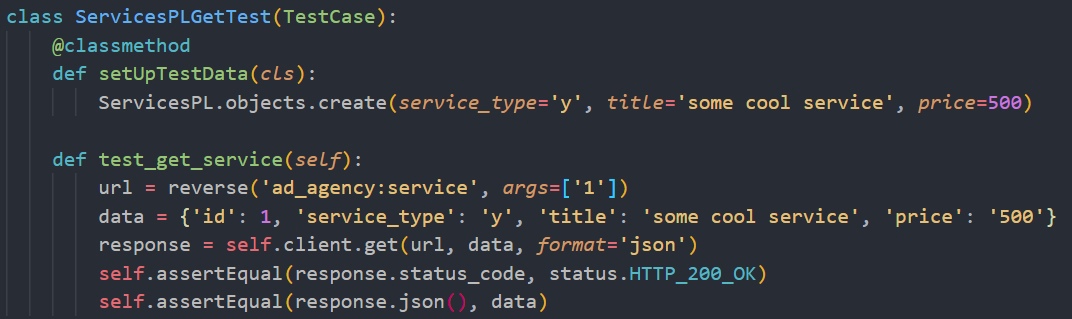 class ServicesPLGetTest(TestCase):
    @classmethod
    def setUpTestData(cls):
        ServicesPL.objects.create(service_type='y', title='some cool service', price=500)

    def test_get_service(self):
        url = reverse('ad_agency:service', args=['1'])
        data = {'id': 1, 'service_type': 'y', 'title': 'some cool service', 'price': '500'}
        response = self.client.get(url, data, format='json')
        self.assertEqual(response.status_code, status.HTTP_200_OK)
        self.assertEqual(response.json(), data)